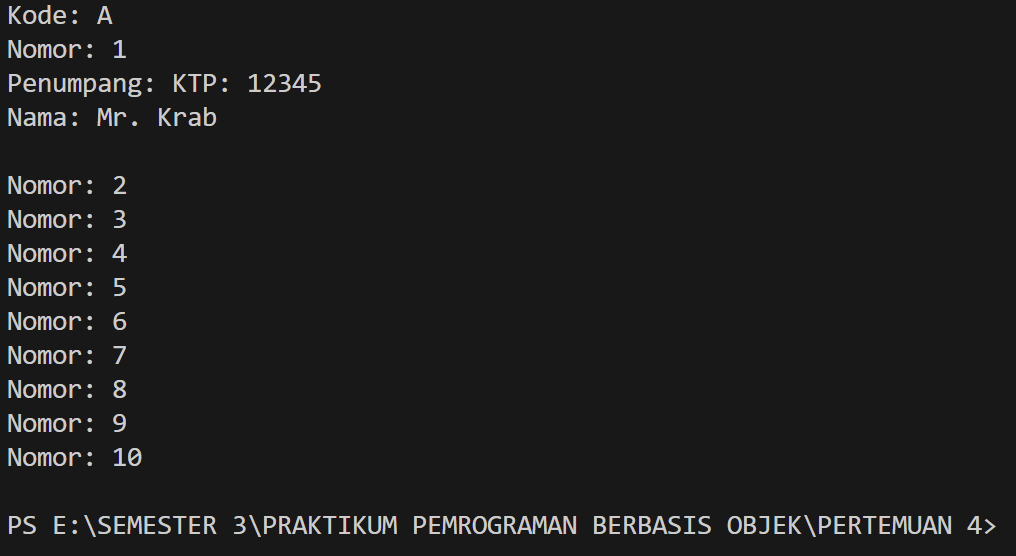 Kode: A
Nomor: 1
Penumpang: KTP: 12345
Nama: Mr. Krab
Nomor: 2
Nomor: 3
Nomor: 4
Nomor: 5
Nomor: 6
Nomor: 7
Nomor: 8
Nomor: 9
Nomor: 10
PS E:\SEMESTER 3\PRAKTIKUM PEMROGRAMAN BERBASIS OBJEK\PERTEMUAN 4>